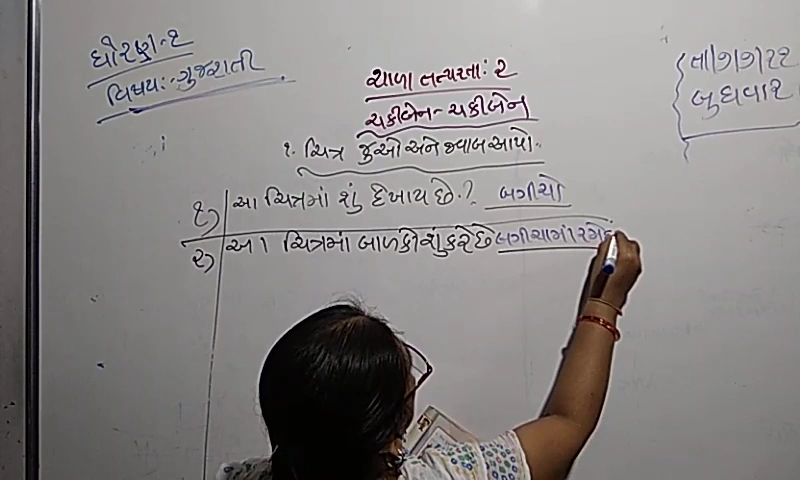 ધોરણ-૧
વિષય:-ગુજરાતી
શાળા તત્પરતા: ૨
ચકીબેન-ચકીબેન
૧. ચિત્ર જુઓ અને જવાબ આપો.
૧) આ ચિત્રમાં શું દેખાય છે.? બગીચો
૨) આ ચિત્રમાં બાળકો શું કરે છે બગીચામાં રમે
બુધવાર